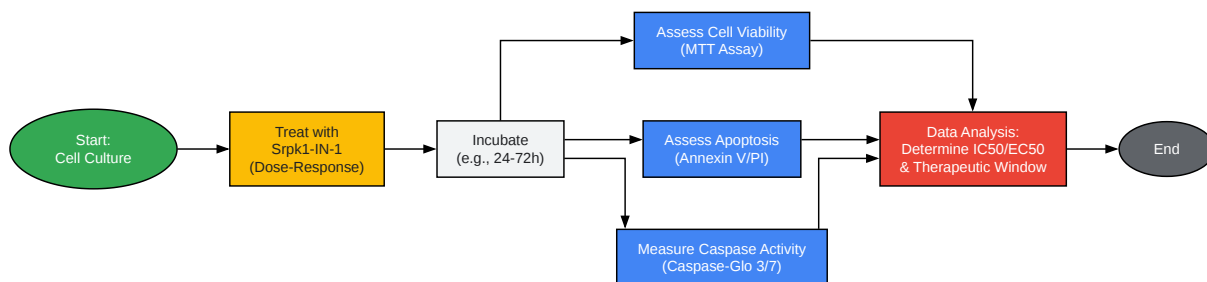 Start:
Cell Culture
Treat with
Srpk1-IN-1
(Dose-Response)
Incubate
(e.g., 24-72h)
Assess Cell Viability
(MTT Assay)
Assess Apoptosis
(Annexin V/PI)
Measure Caspase Activity
(Caspase-Glo 3/7)
Data Analysis:
Determine IC50/EC50
& Therapeutic Window
End